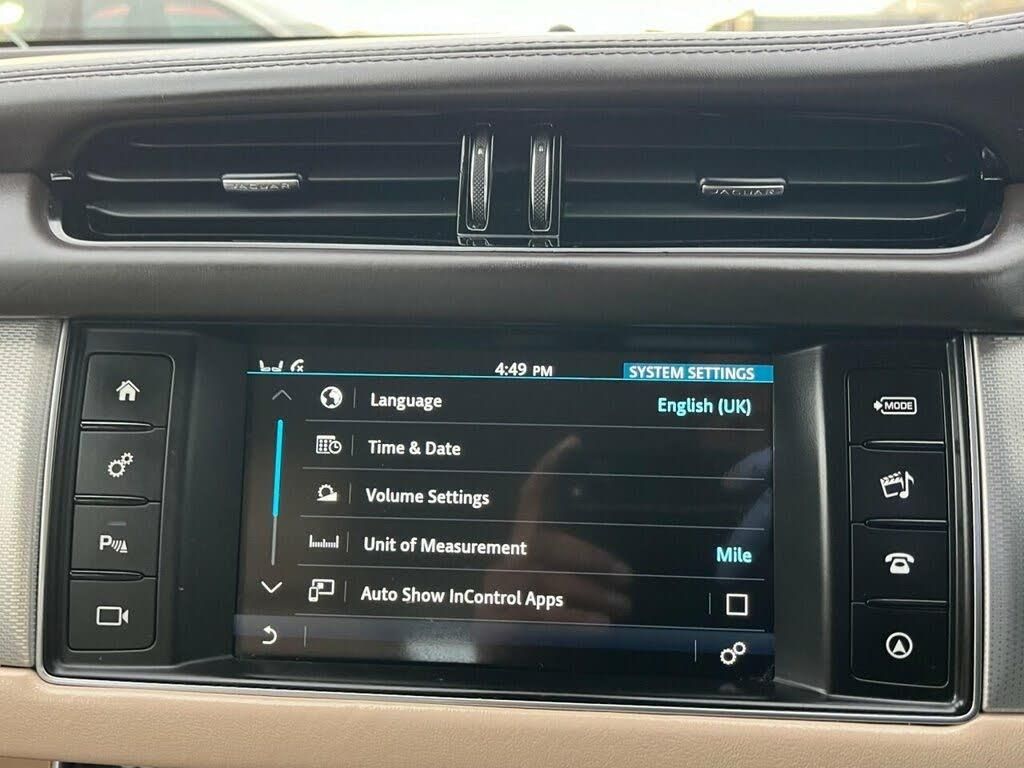 JAGUAR
JAGUAR
4:49 PM
SYSTEM SETTINGS
Language
English (UK)
Time & Date
Volume Settings
Unit of Measurement
Mile
Auto Show InControl Apps
P
MODE